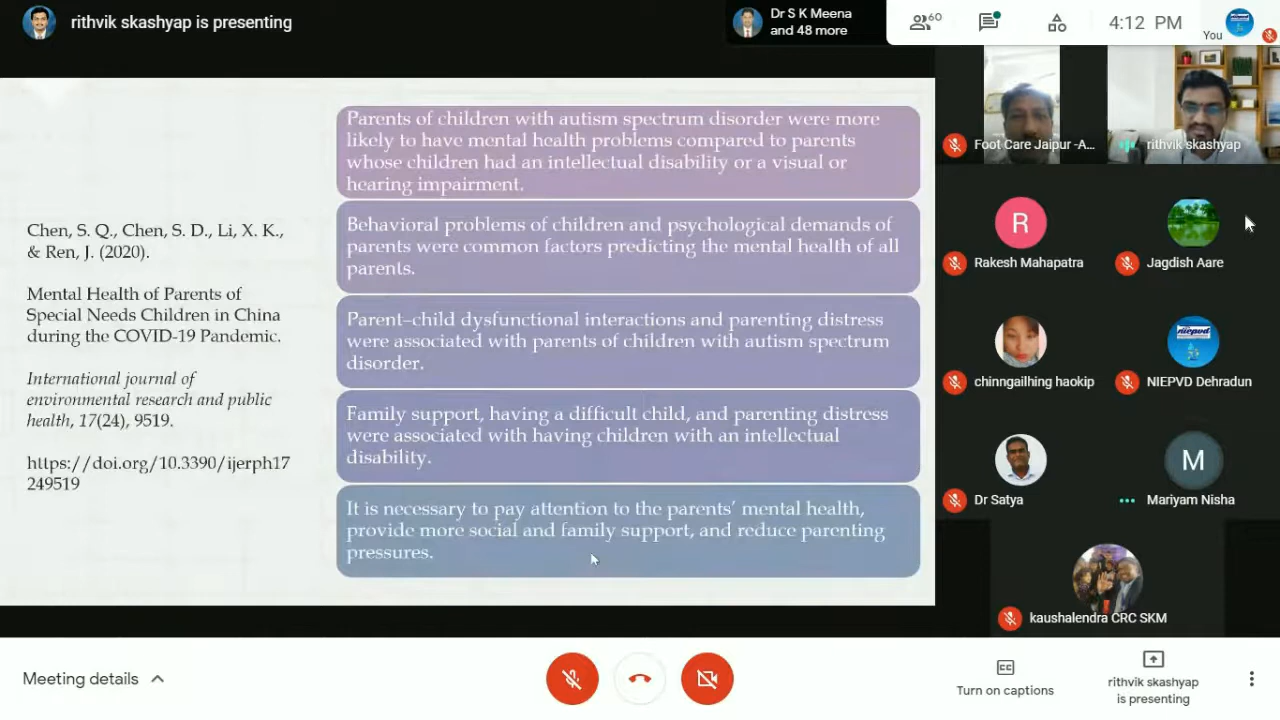 rithvik skashyap is presenting
Dr S K Meena
and 48 more
60
4:12 PM
You
Chen, S. Q., Chen, S. D., Li, X. K.,
& Ren, J. (2020).
Mental Health of Parents of
Special Needs Children in China
during the COVID-19 Pandemic.
International journal of
environmental research and public
health, 17(24), 9519.
https://doi.org/10.3390/ijerph17
249519
Parents of children with autism spectrum disorder were more
likely to have mental health problems compared to parents
whose children had an intellectual disability or a visual or
hearing impairment.
Behavioral problems of children and psychological demands of
parents were common factors predicting the mental health of all
parents.
Parent–child dysfunctional interactions and parenting distress
were associated with parents of children with autism spectrum
disorder.
Family support, having a difficult child, and parenting distress
were associated with having children with an intellectual
disability.
It is necessary to pay attention to the parents’ mental health,
provide more social and family support, and reduce parenting
pressures.
Foot Care Jaipur -A...
rithvik skashyap
R
Rakesh Mahapatra
Jagdish Aare
chinngailhing haokip
niepvd
NIEPVD Dehradun
Dr Satya
M
Mariyam Nisha
kaushalendra CRC SKM
Meeting details
CC
Turn on captions
rithvik skashyap
is presenting